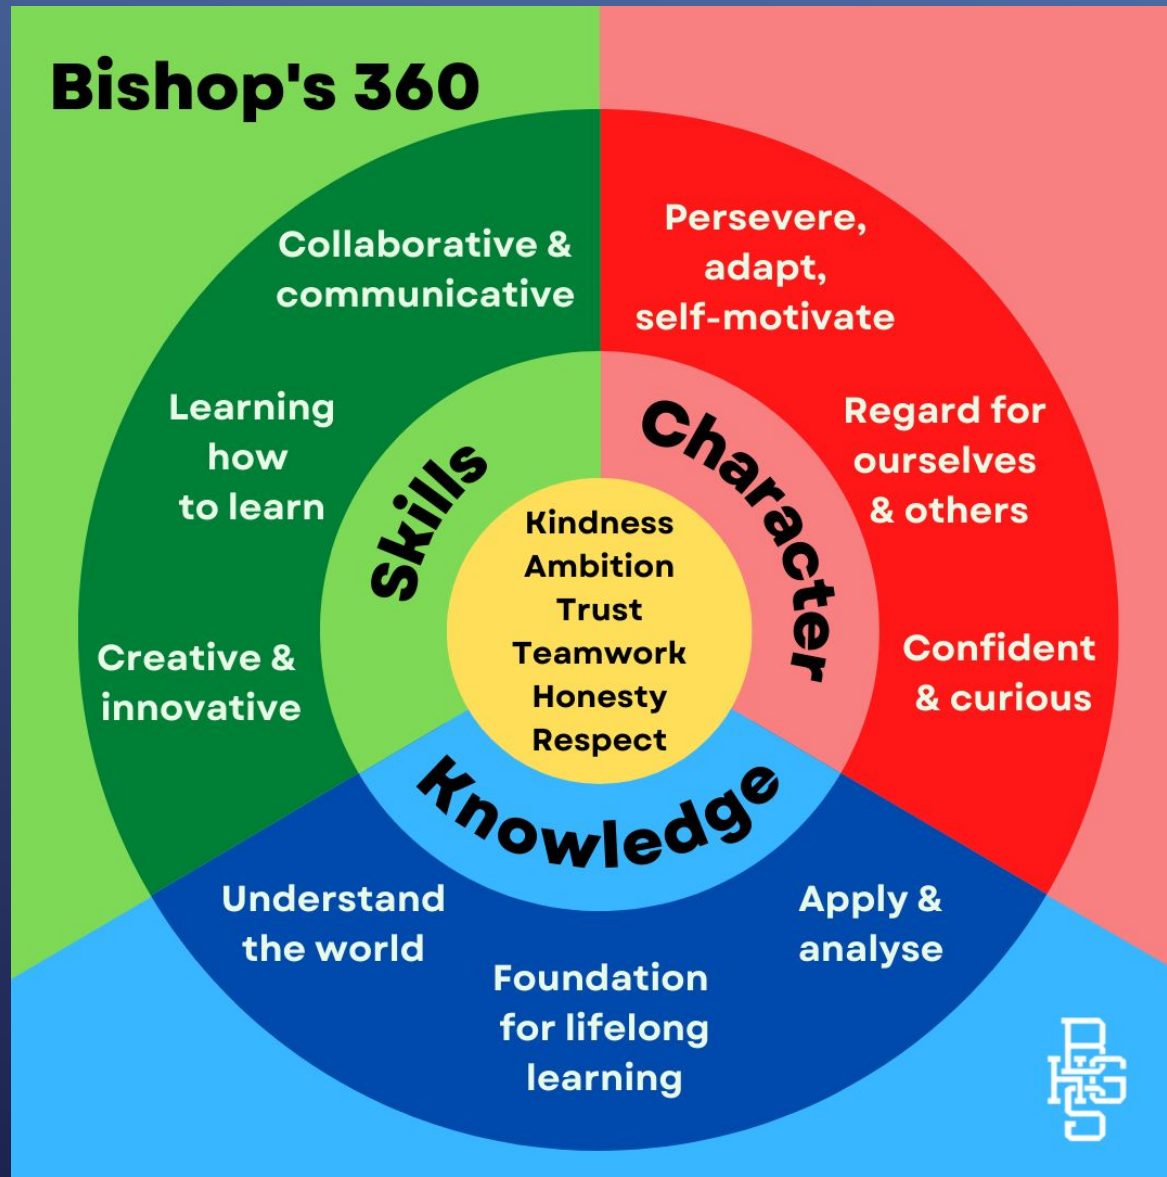 Bishop's 360
Collaborative &
communicative
Learning
how
to learn
Creative &
innovative
Skills
Persevere,
adapt,
self-motivate
Regard for
ourselves
& others
Confident
& curious
Character
Kindness
Ambition
Trust
Teamwork
Honesty
Respect
Knowledge
Understand
the world
Foundation
for lifelong
learning
Apply &
analyse
BHGS